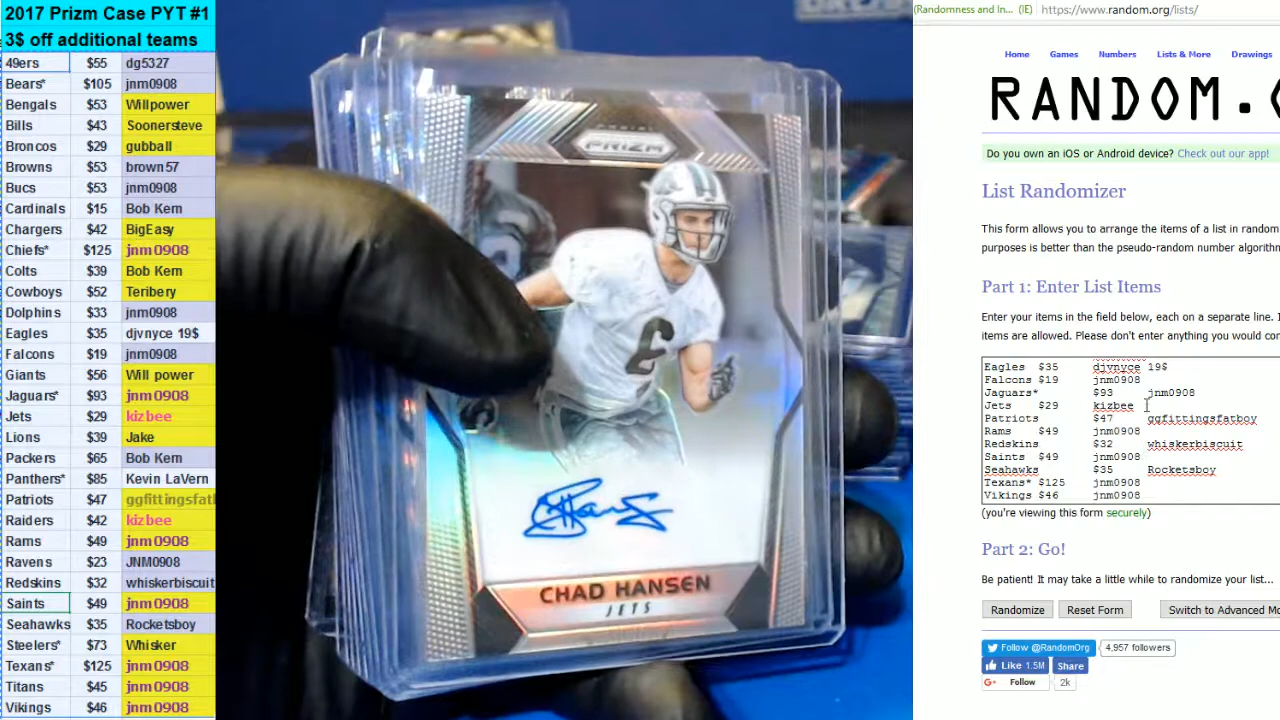 2017 Prizm Case PYT #1
3$ off additional teams
49ers $55 dg5327
Bears* $105 jnm0908
Bengals $53 Willpower
Bills $43 Soonersteve
Broncos $29 gubball
Browns $53 brown57
Bucs $53 jnm0908
Cardinals $15 Bob Kern
Chargers $42 BigEasy
Chiefs* $125 jnm0908
Colts $39 Bob Kern
Cowboys $52 Teribery
Dolphins $33 jnm0908
Eagles $35 djvnyce 19$
Falcons $19 jnm0908
Giants $56 Will power
Jaguars* $93 jnm0908
Jets $29 kizbee
Lions $39 Jake
Packers $65 Bob Kern
Panthers* $85 Kevin LaVern
Patriots $47 ggfittingsfatl
Raiders $42 kizbee
Rams $49 jnm0908
Ravens $23 JNM0908
Redskins $32 whiskerbiscuit
Saints $49 jnm0908
Seahawks $35 Rocketsboy
Steelers* $73 Whisker
Texans* $125 jnm0908
Titans $45 jnm0908
Vikings $46 jnm0908
PANINI
PRIZM
6
CHAD HANSEN
JETS
(Randomness and In... (IE) https://www.random.org/lists/
Home Games Numbers Lists & More Drawings
RANDOM.
Do you own an iOS or Android device? Check out our app!
List Randomizer
This form allows you to arrange the items of a list in random
purposes is better than the pseudo-random number algorithm
Part 1: Enter List Items
Enter your items in the field below, each on a separate line. I
items are allowed. Please don't enter anything you would con
Eagles $35 djvnyce 19$
Falcons $19 jnm0908
Jaguars* $93 jnm0908
Jets $29 kizbee
Patriots $47 ggfittingsfatboy
Rams $49 jnm0908
Redskins $32 whiskerbiscuit
Saints $49 jnm0908
Seahawks $35 Rocketsboy
Texans* $125 jnm0908
Vikings $46 jnm0908
(you're viewing this form securely)
Part 2: Go!
Be patient! It may take a little while to randomize your list...
Randomize Reset Form Switch to Advanced Mo
Follow @RandomOrg 4,957 followers
Like 1.5M Share
G+ Follow 2k